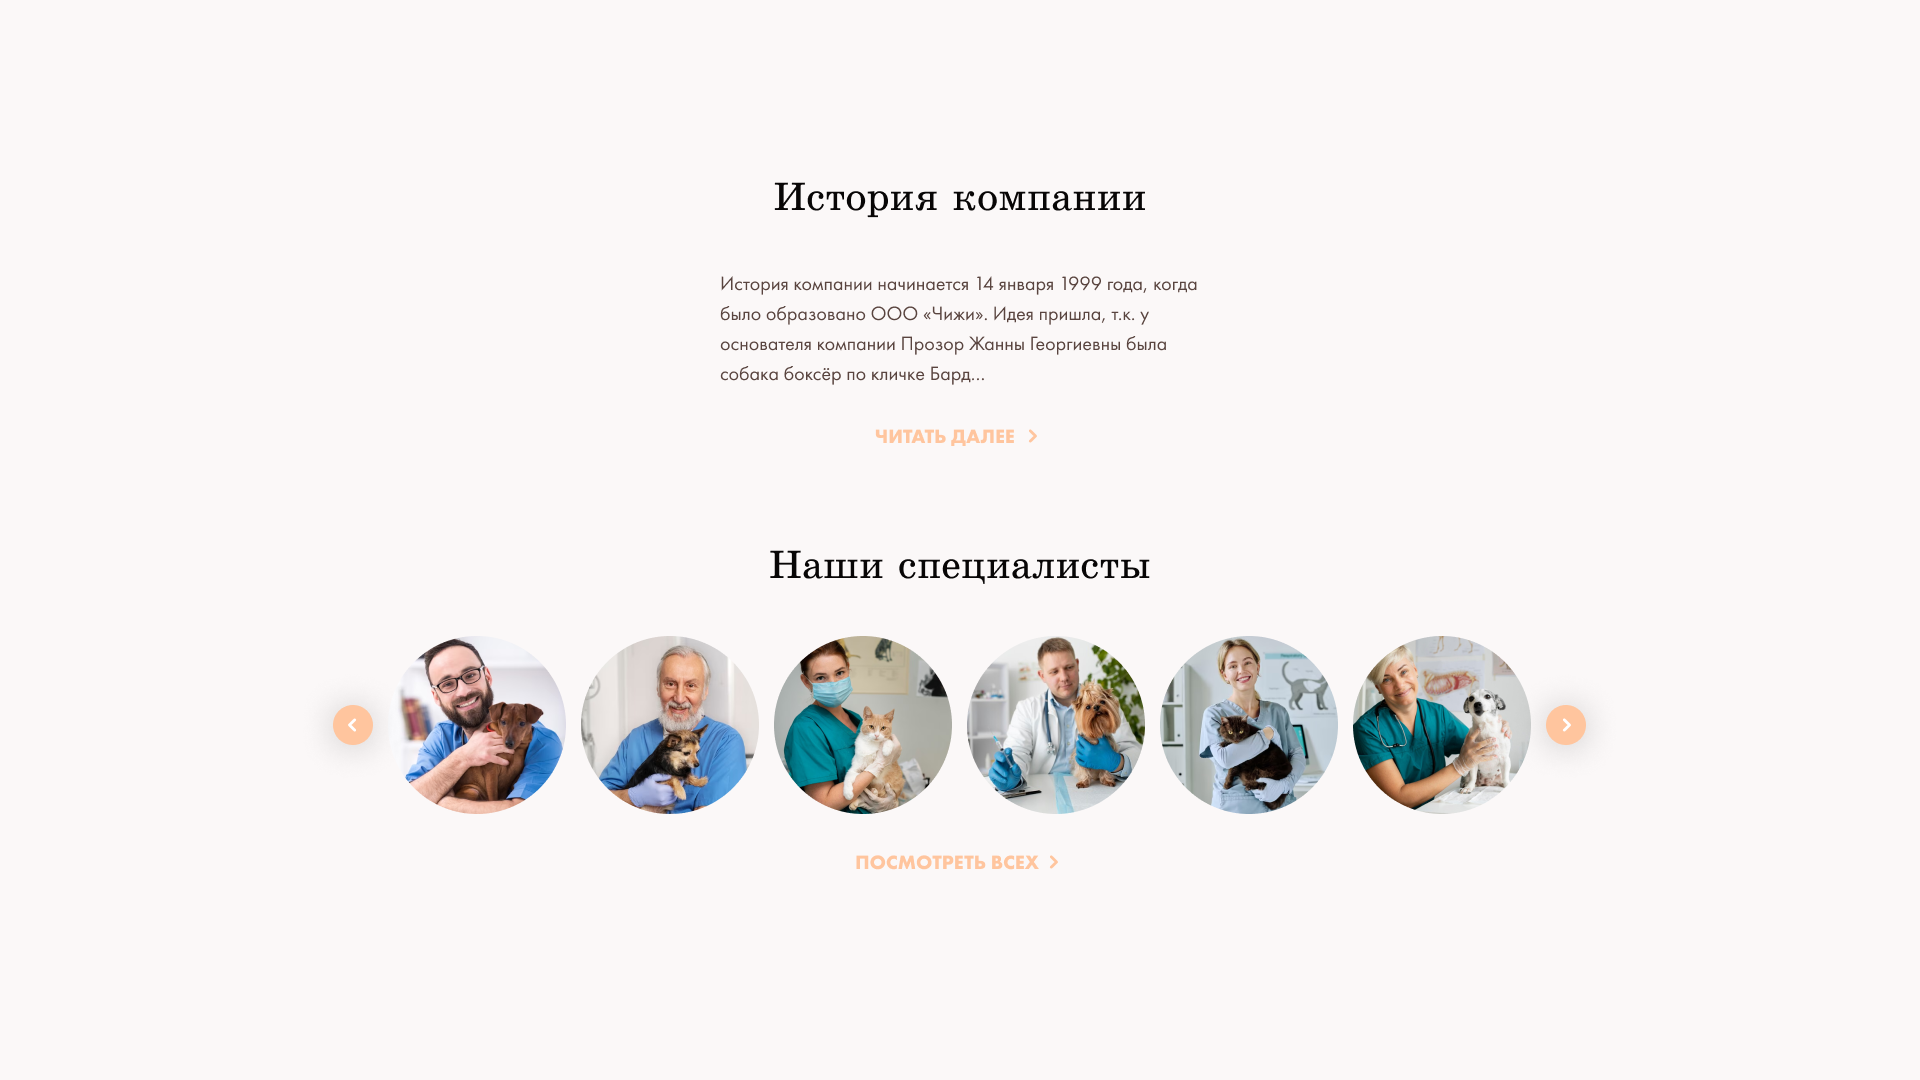 История компании
История компании начинается 14 января 1999 года, когда
было образовано ООО «Чижи». Идея пришла, т.к. у
основателя компании Прозор Жанны Георгиевны была
собака боксёр по кличке Бард...
ЧИТАТЬ ДАЛЕЕ
Наши специалисты
ПОСМОТРЕТЬ ВСЕХ